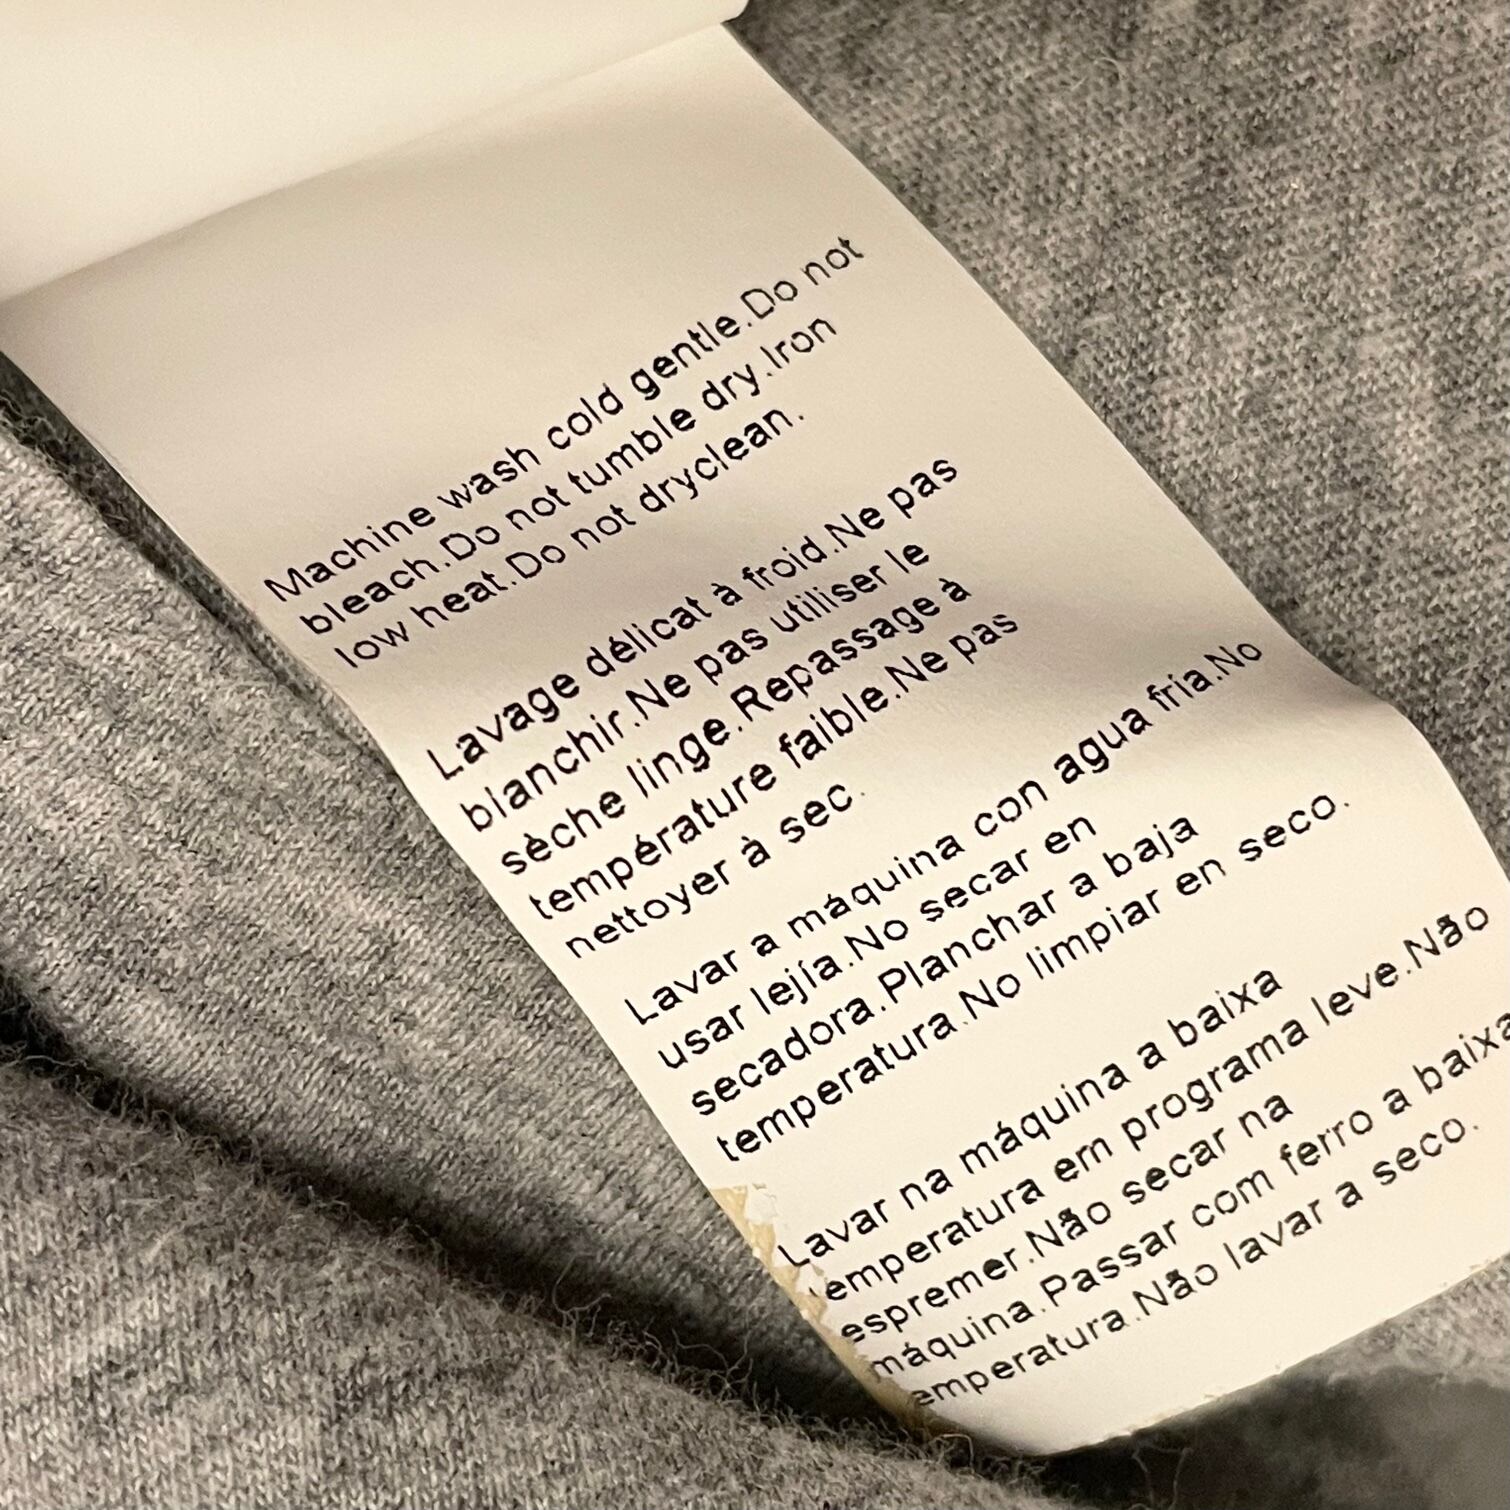 Machine wash cold gentle.Do not
bleach.Do not tumble dry.Iron
low heat.Do not dryclean.
Lavage délicat à froid.Ne pas
blanchir.Ne pas utiliser le
sèche linge.Repassage à
température faible.Ne pas
nettoyer à sec.
Lavar a máquina con agua fría.No
usar lejía.No secar en
secadora.Planchar a baja
temperatura.No limpiar en seco.
Lavar na máquina a baixa
temperatura em programa leve.Não
espremer.Não secar na
máquina.Passar com ferro a baixa
temperatura.Não lavar a seco.